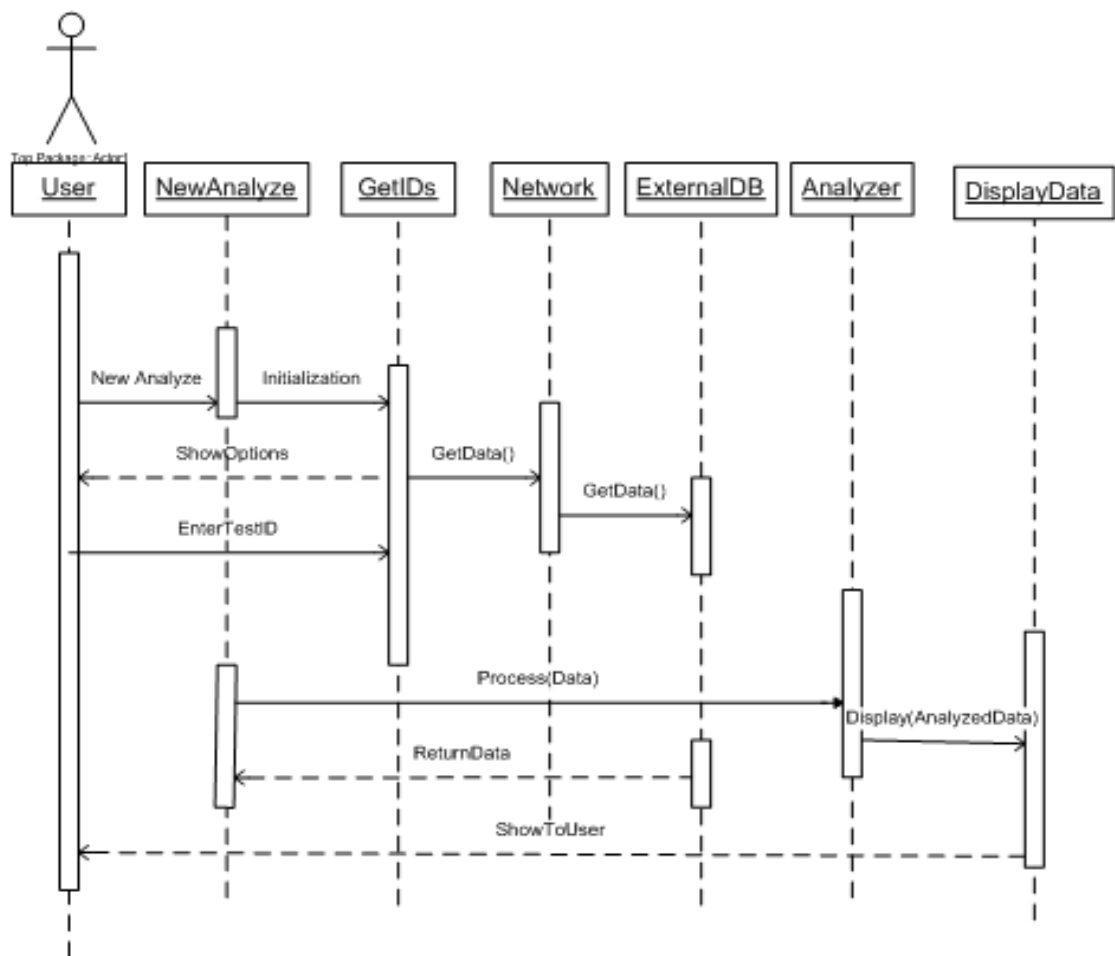 Top Package::Actor1
User
NewAnalyze
GetIDs
Network
ExternalDB
Analyzer
DisplayData
New Analyze
Initialization
ShowOptions
GetData()
GetData()
EnterTestID
Process(Data)
Display(AnalyzedData)
ReturnData
ShowToUser